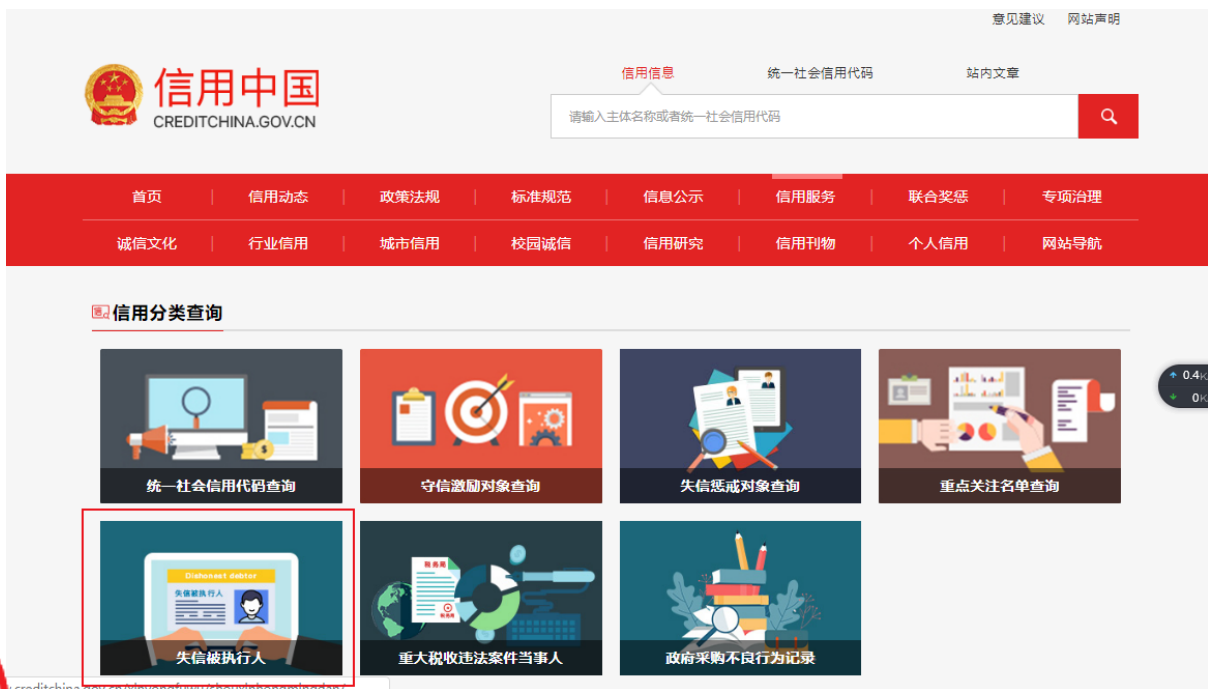 意见建议 网站声明
信用中国
CREDITCHINA.GOV.CN
信用信息 统一社会信用代码 站内文章
请输入主体名称或者统一社会信用代码
首页 信用动态 政策法规 标准规范 信息公示 信用服务 联合奖惩 专项治理
诚信文化 行业信用 城市信用 校园诚信 信用研究 信用刊物 个人信用 网站导航
信用分类查询
统一社会信用代码查询 守信激励对象查询 失信惩戒对象查询 重点关注名单查询
Dishonest debtor
失信被执行人
税务局
失信被执行人 重大税收违法案件当事人 政府采购不良行为记录
↑ 0.4K
↓ 0K